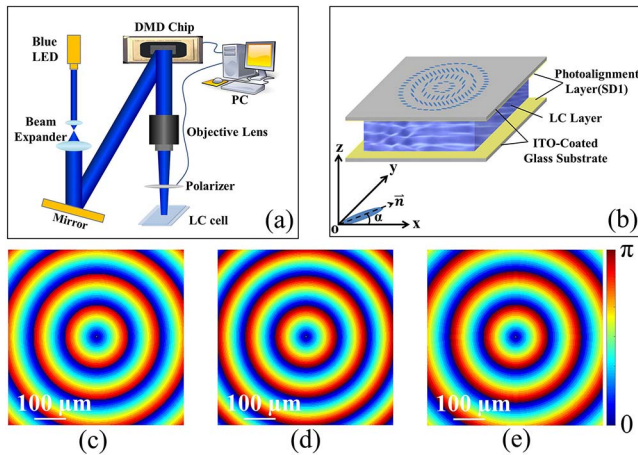 DMD Chip
Blue
LED
PC
Beam
Expander
Objective Lens
Polarizer
Mirror
LC cell
(a)
Photoalignment
Layer(SD1)
LC Layer
ITO-Coated
Glass Substrate
z
y
n
α
o
x
(b)
π
100 μm
100 μm
100 μm
0
(c)
(d)
(e)